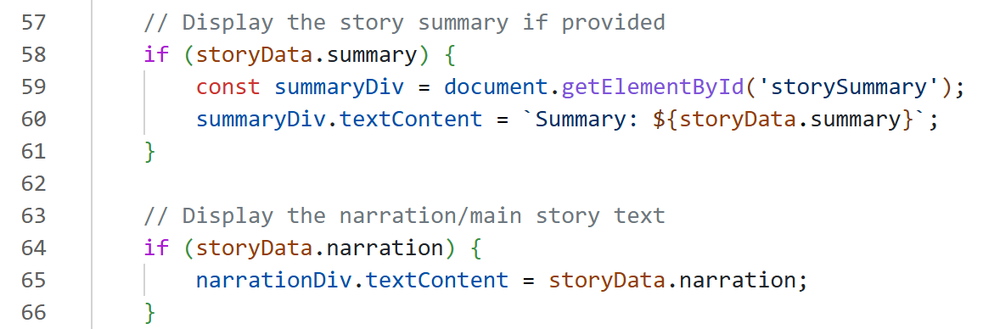 57 // Display the story summary if provided
58 if (storyData.summary) {
59 const summaryDiv = document.getElementById('storySummary');
60 summaryDiv.textContent = `Summary: ${storyData.summary}`;
61 }
62
63 // Display the narration/main story text
64 if (storyData.narration) {
65 narrationDiv.textContent = storyData.narration;
66 }